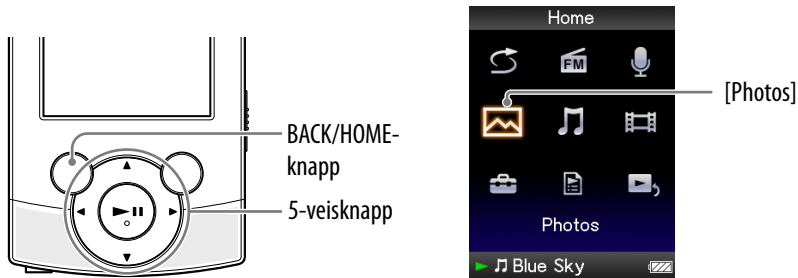 BACK/HOME-
knapp
5-veisknapp
Home
FM
[Photos]
Photos
Blue Sky